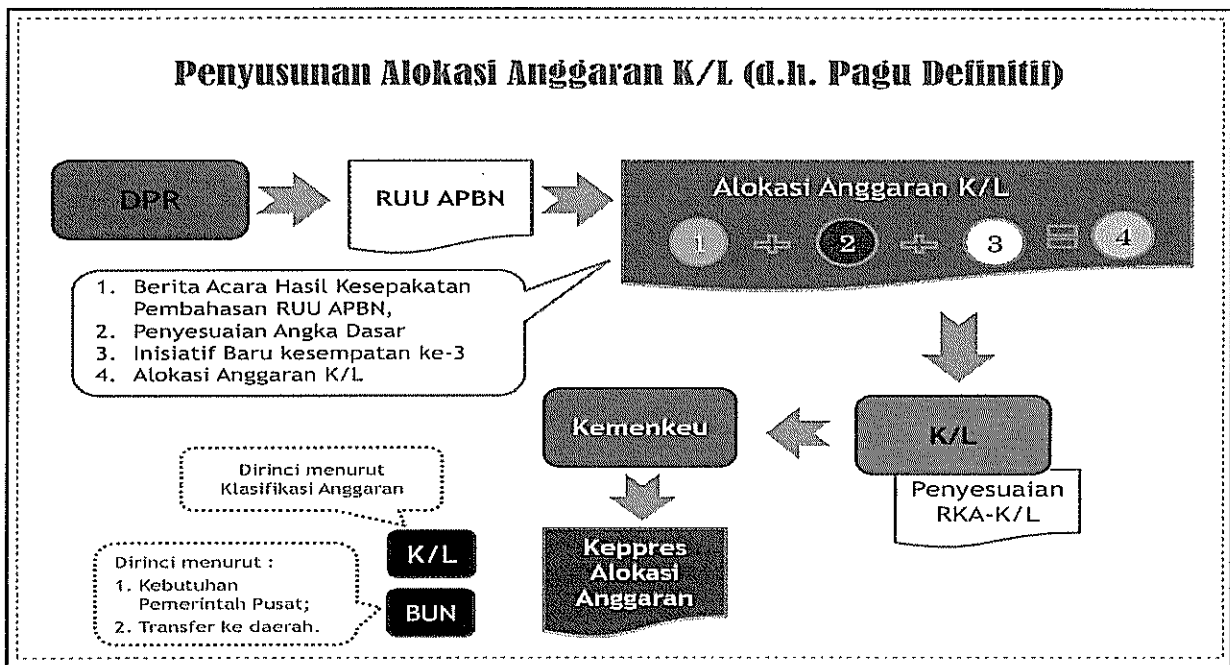 Penyusunan Alokasi Anggaran K/L (d.h. Pagu Definitif)
DPR
RUU APBN
Alokasi Anggaran K/L
1 + 2 + 3 = 4
1. Berita Acara Hasil Kesepakatan
Pembahasan RUU APBN,
2. Penyesuaian Angka Dasar
3. Inisiatif Baru kesempatan ke-3
4. Alokasi Anggaran K/L
Kemenkeu
K/L
Penyesuaian
RKA-K/L
Dirinci menurut
Klasifikasi Anggaran
K/L
Keppres
Alokasi
Anggaran
Dirinci menurut :
1. Kebutuhan
Pemerintah Pusat;
2. Transfer ke daerah.
BUN